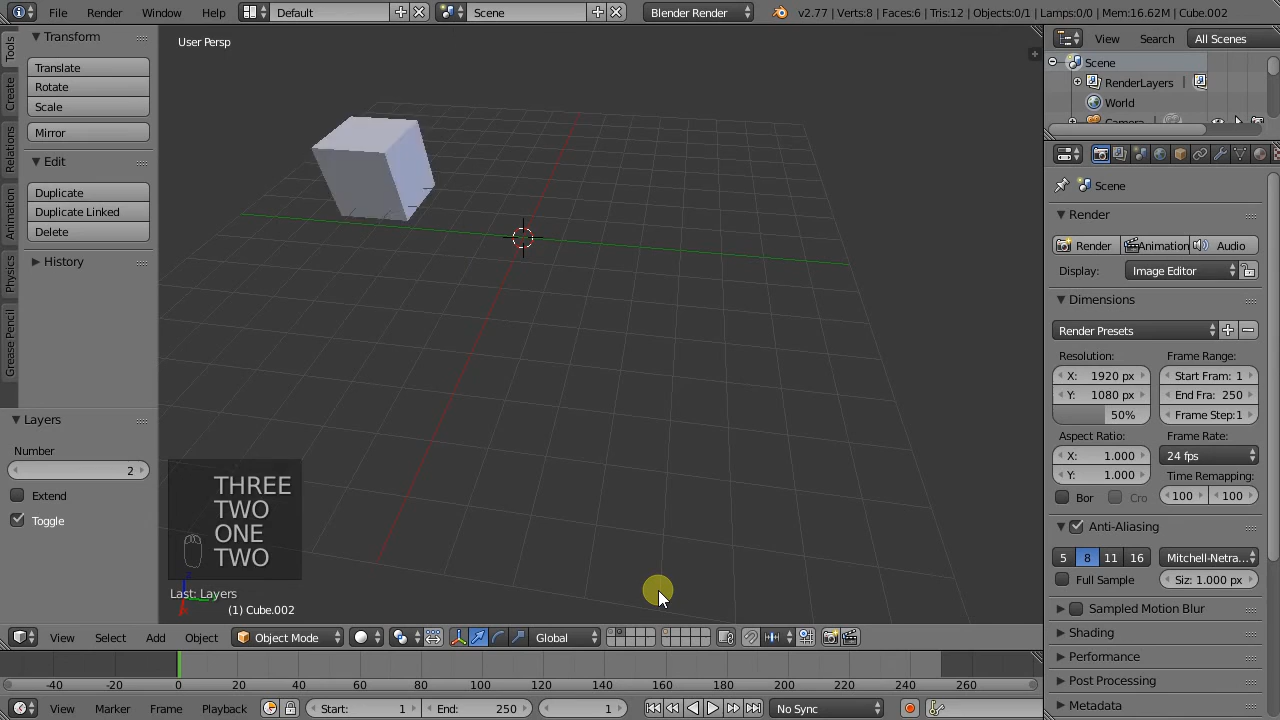 File Render Window Help Default Scene Blender Render v2.77 | Verts:8 | Faces:6 | Tris:12 | Objects:0/1 | Lamps:0/0 | Mem:16.62M | Cube.002
Tools
Create
Relations
Animation
Physics
Grease Pencil
Transform
Translate
Rotate
Scale
Mirror
Edit
Duplicate
Duplicate Linked
Delete
History
Layers
Number
2
Extend
Toggle
User Persp
THREE
TWO
ONE
TWO
Last: Layers
(1) Cube.002
View Select Add Object Object Mode Global
-40 -20 0 20 40 60 80 100 120 140 160 180 200 220 240 260
View Marker Frame Playback Start: 1 End: 250 1 No Sync
View Search All Scenes
Scene
RenderLayers
World
Camera
Scene
Render
Render Animation Audio
Display: Image Editor
Dimensions
Render Presets
Resolution: Frame Range:
X: 1920 px Start Fram: 1
Y: 1080 px End Fra: 250
50% Frame Step:1
Aspect Ratio: Frame Rate:
X: 1.000 24 fps
Y: 1.000 Time Remapping:
Bor Cro 100 100
Anti-Aliasing
5 8 11 16 Mitchell-Netra...
Full Sample Siz: 1.000 px
Sampled Motion Blur
Shading
Performance
Post Processing
Metadata